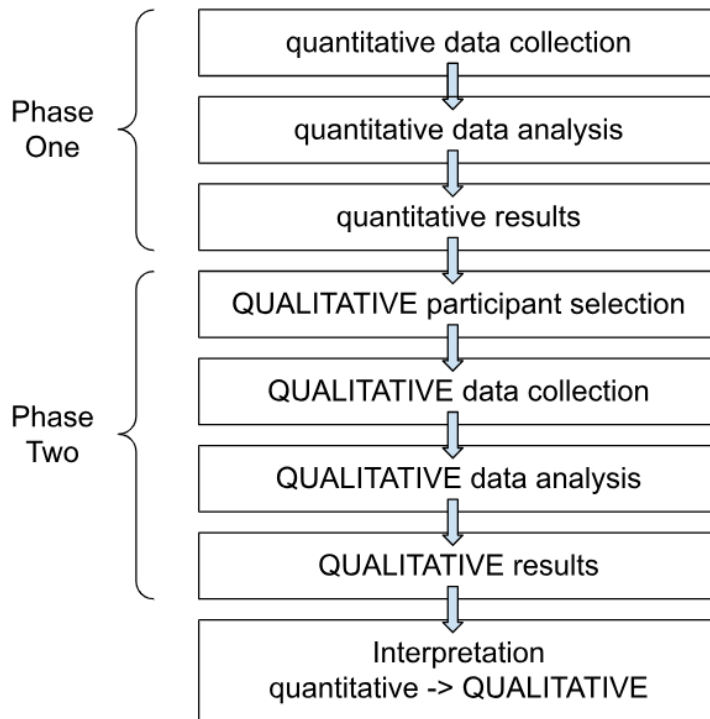 quantitative data collection
Phase
One
quantitative data analysis
quantitative results
QUALITATIVE participant selection
QUALITATIVE data collection
Phase
Two
QUALITATIVE data analysis
QUALITATIVE results
Interpretation
quantitative -> QUALITATIVE